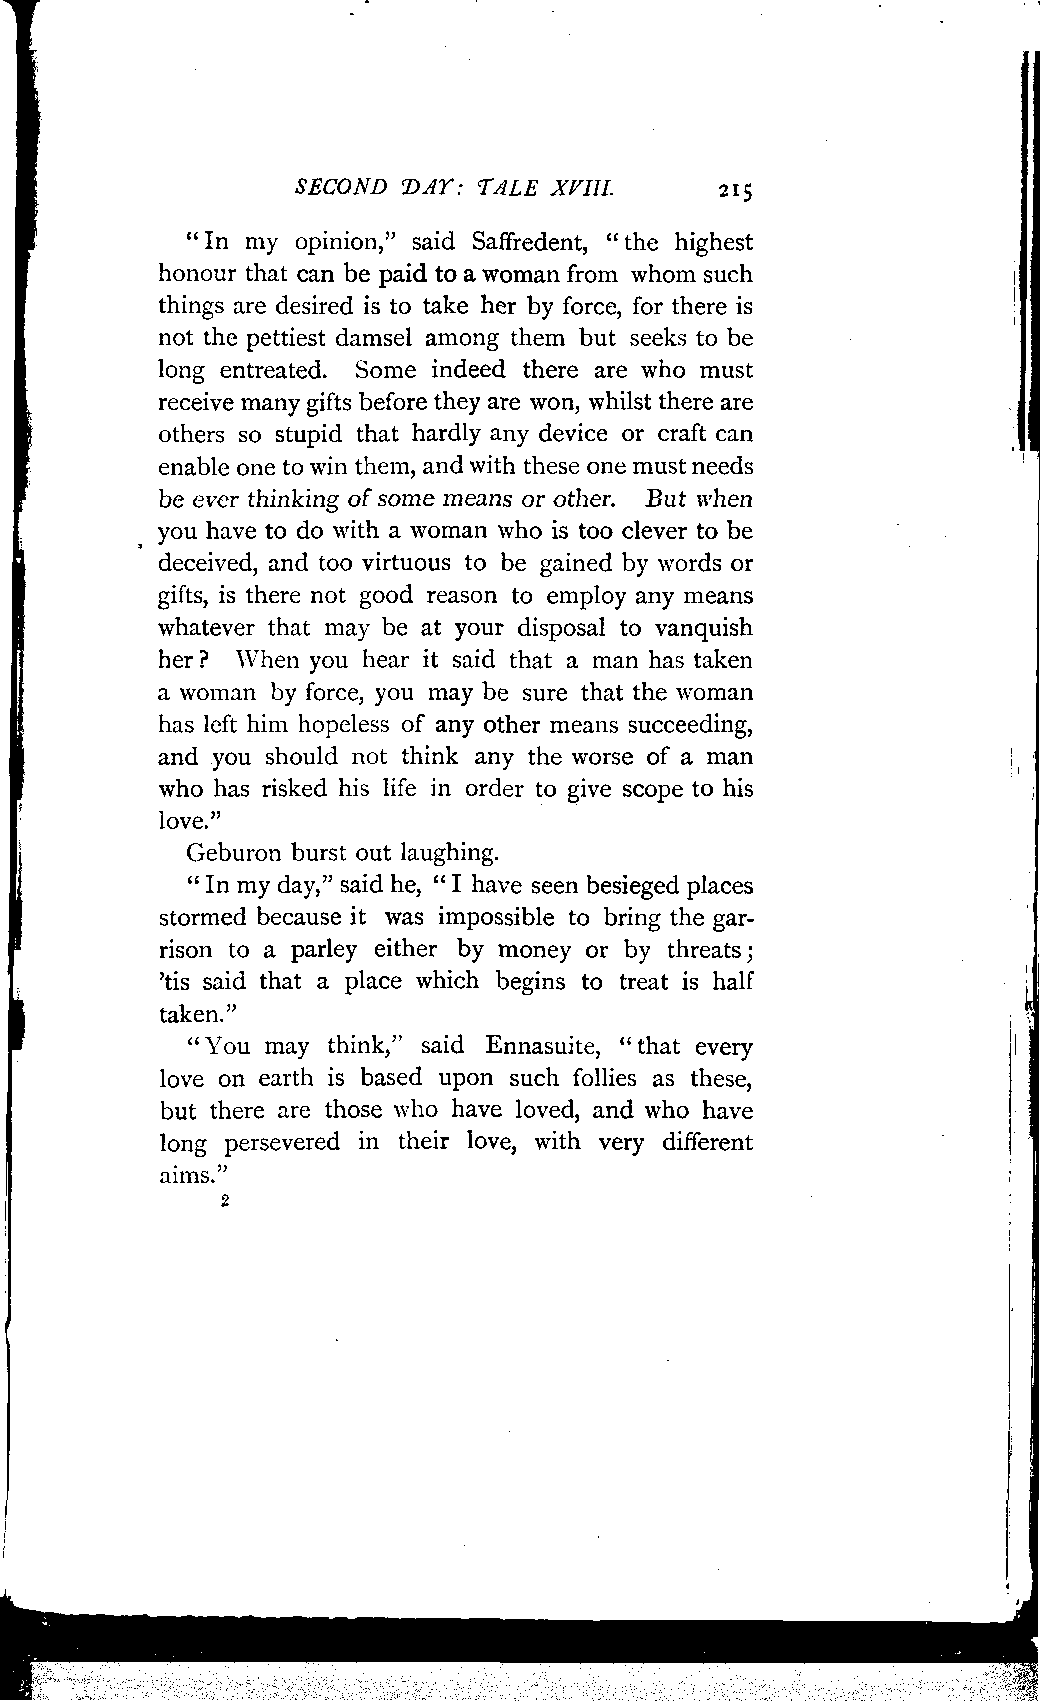 SECOND DAY: TALE XVIII. 215
“In my opinion,” said Saffredent, “the highest
honour that can be paid to a woman from whom such
things are desired is to take her by force, for there is
not the pettiest damsel among them but seeks to be
long entreated. Some indeed there are who must
receive many gifts before they are won, whilst there are
others so stupid that hardly any device or craft can
enable one to win them, and with these one must needs
be ever thinking of some means or other. But when
you have to do with a woman who is too clever to be
deceived, and too virtuous to be gained by words or
gifts, is there not good reason to employ any means
whatever that may be at your disposal to vanquish
her? When you hear it said that a man has taken
a woman by force, you may be sure that the woman
has left him hopeless of any other means succeeding,
and you should not think any the worse of a man
who has risked his life in order to give scope to his
love.”
Geburon burst out laughing.
“In my day,” said he, “I have seen besieged places
stormed because it was impossible to bring the gar-
rison to a parley either by money or by threats;
’tis said that a place which begins to treat is half
taken.”
“You may think,” said Ennasuite, “that every
love on earth is based upon such follies as these,
but there are those who have loved, and who have
long persevered in their love, with very different
aims.”
2